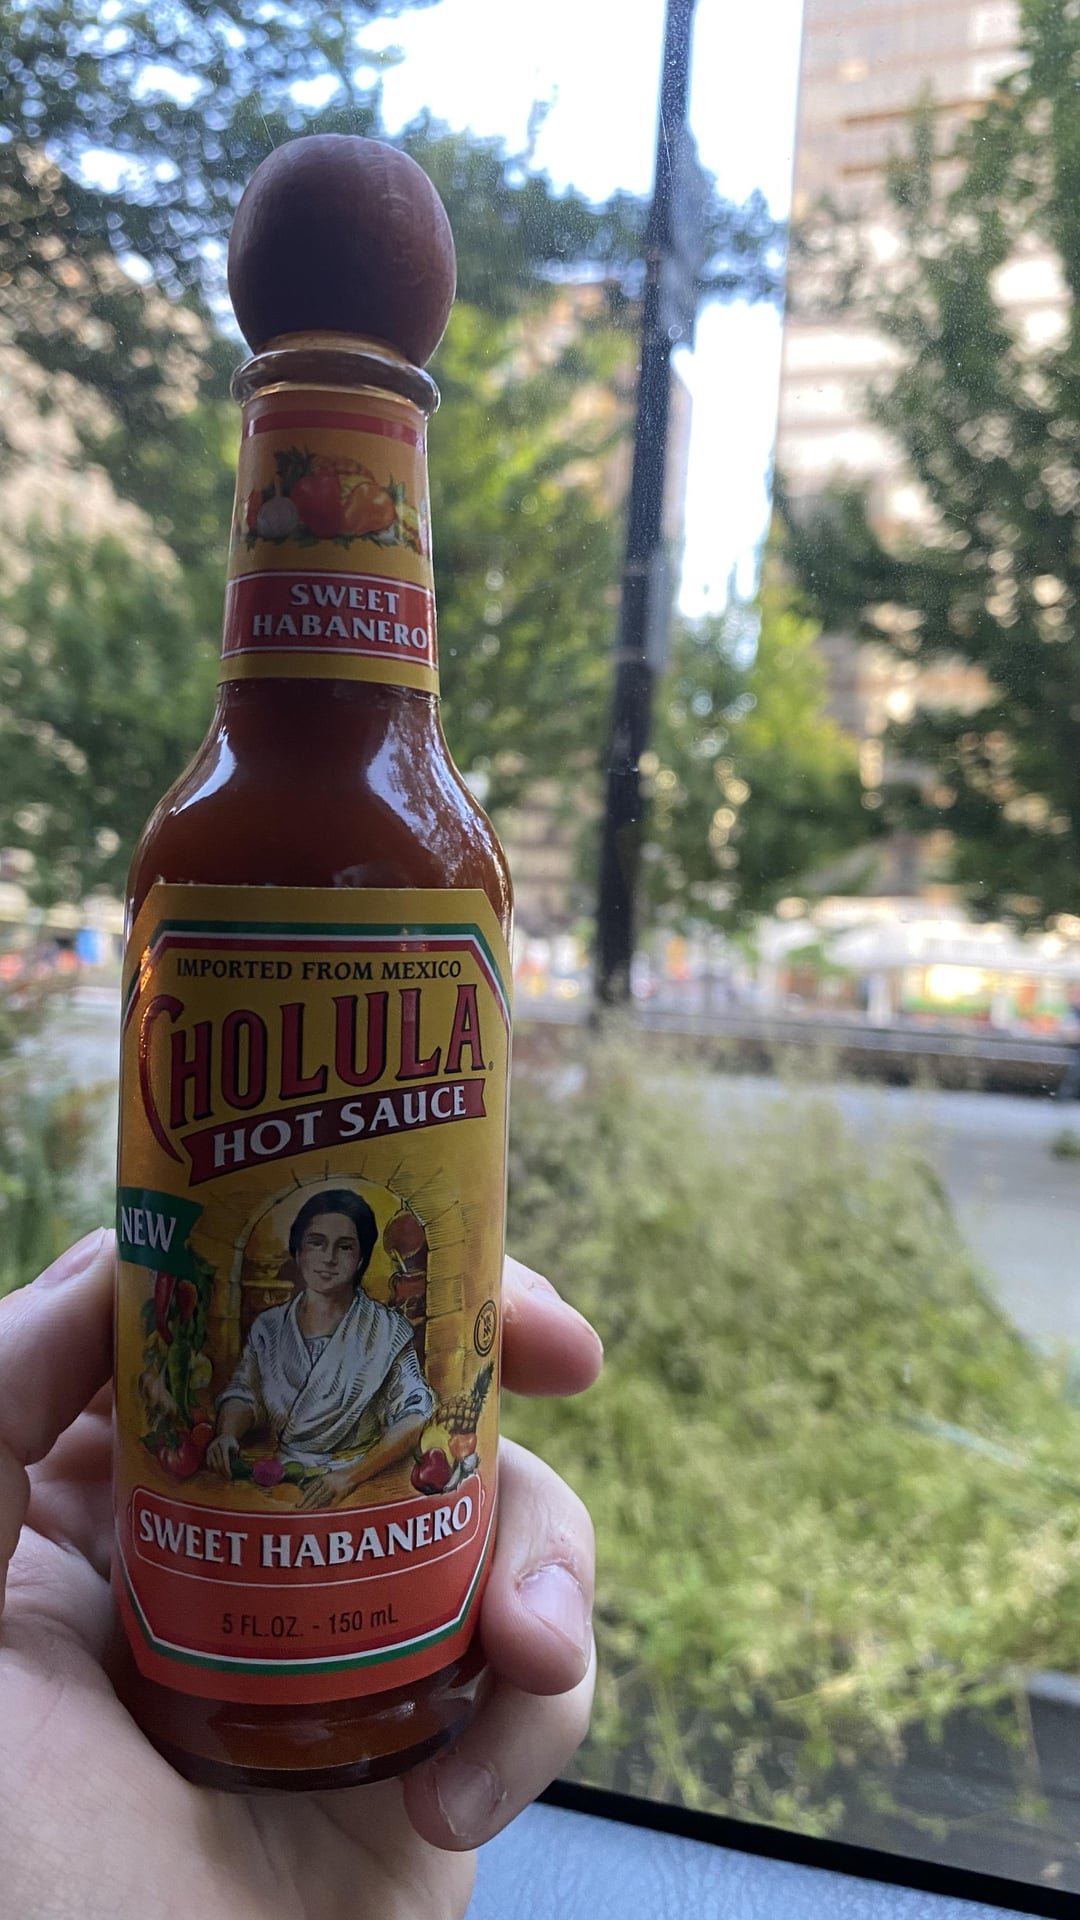 SWEET
HABANERO
IMPORTED FROM MEXICO
CHOLULA
HOT SAUCE
NEW
SWEET HABANERO
5 FL.OZ. - 150 mL